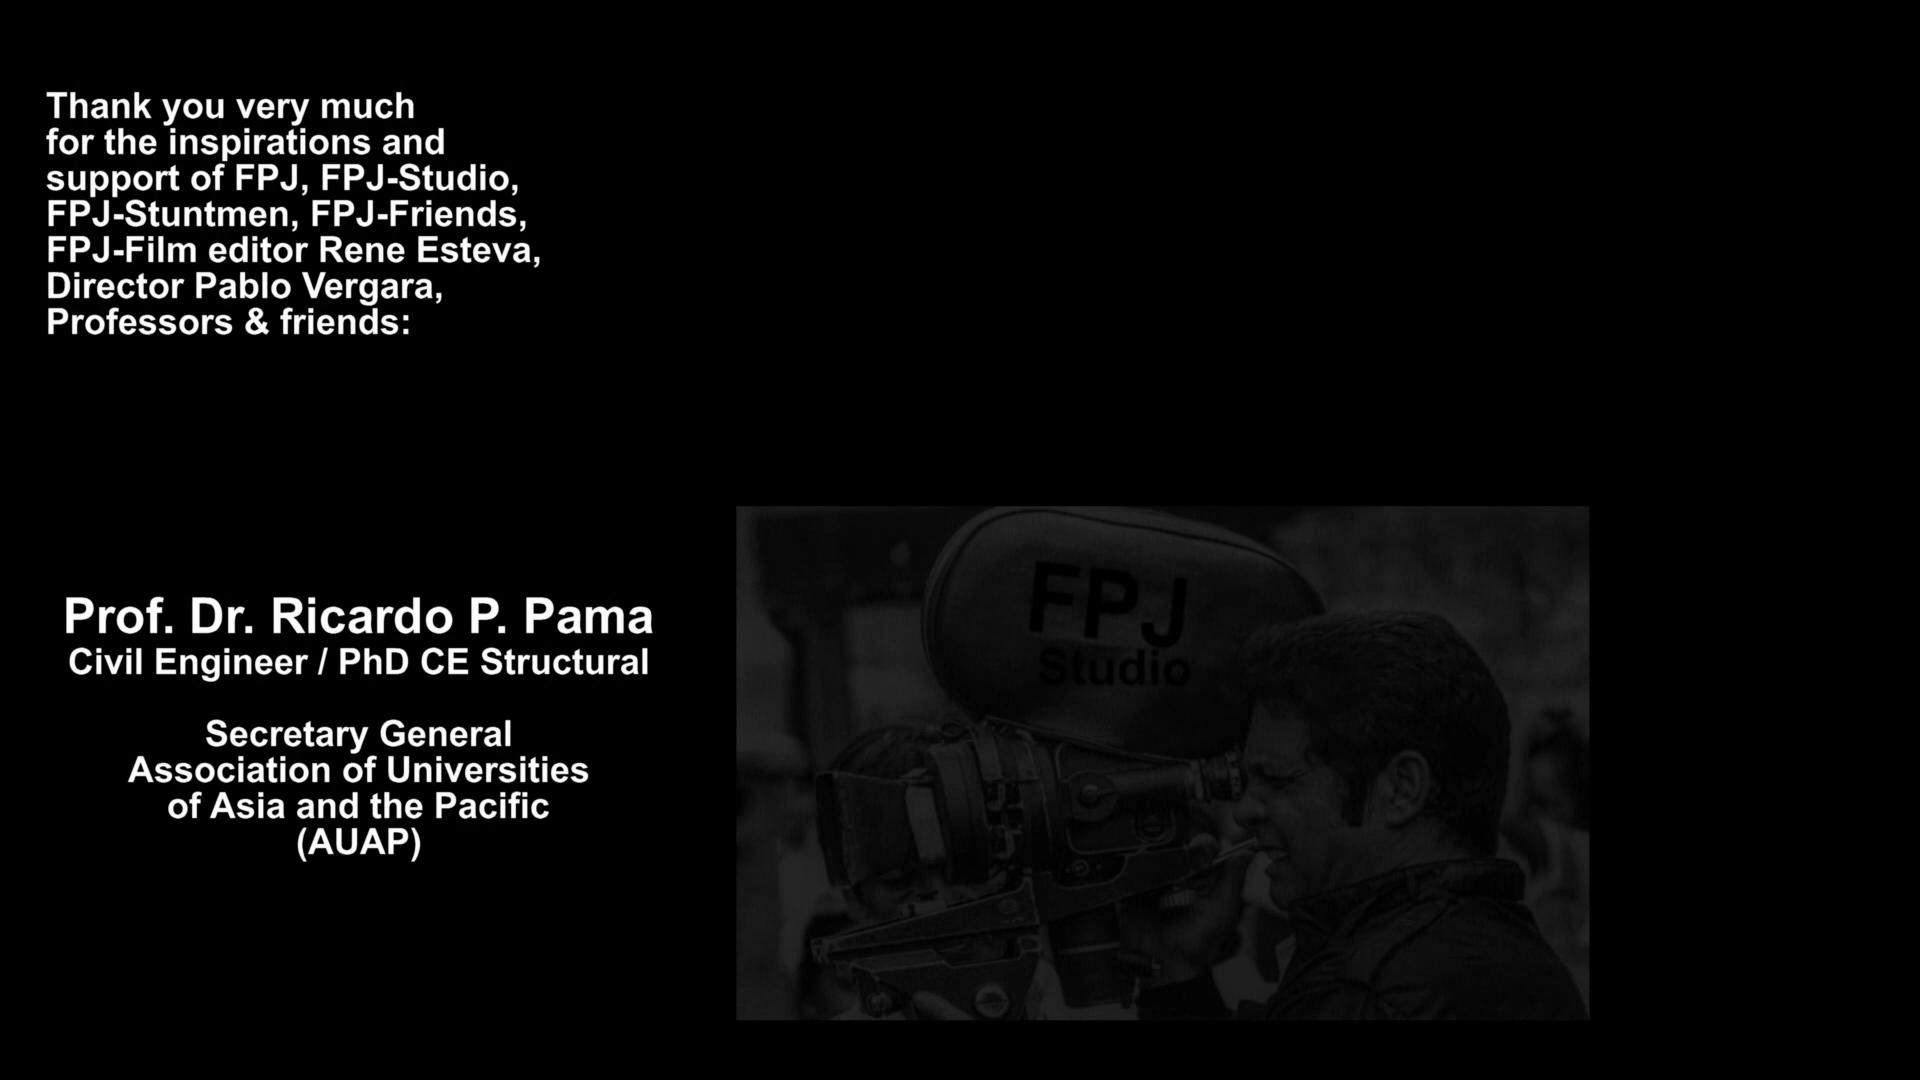 Thank you very much
for the inspirations and
support of FPJ, FPJ-Studio,
FPJ-Stuntmen, FPJ-Friends,
FPJ-Film editor Rene Esteva,
Director Pablo Vergara,
Professors & friends:
Prof. Dr. Ricardo P. Pama
Civil Engineer / PhD CE Structural
Secretary General
Association of Universities
of Asia and the Pacific
(AUAP)
FPJ
Studio